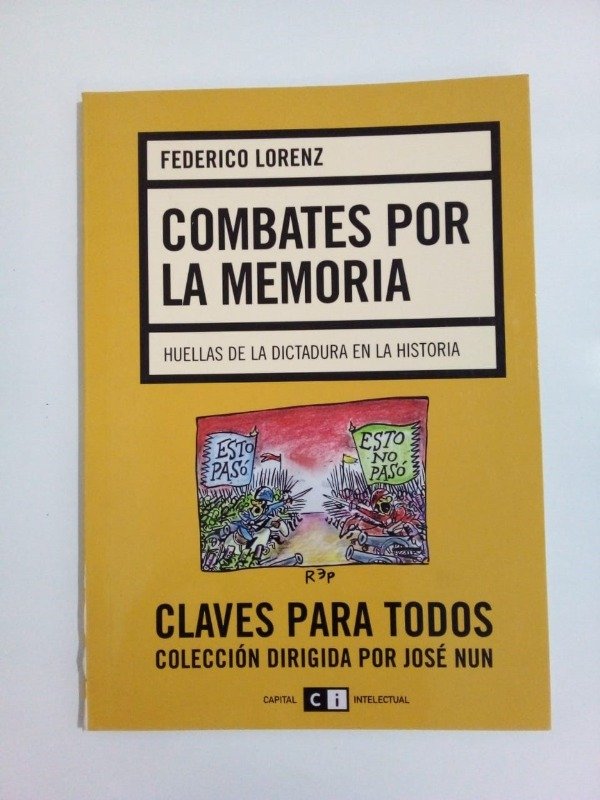 FEDERICO LORENZ
COMBATES POR
LA MEMORIA
HUELLAS DE LA DICTADURA EN LA HISTORIA
ESTO
PASÓ
ESTO
NO
PASÓ
REP
CLAVES PARA TODOS
COLECCIÓN DIRIGIDA POR JOSÉ NUN
CAPITAL Ci INTELECTUAL